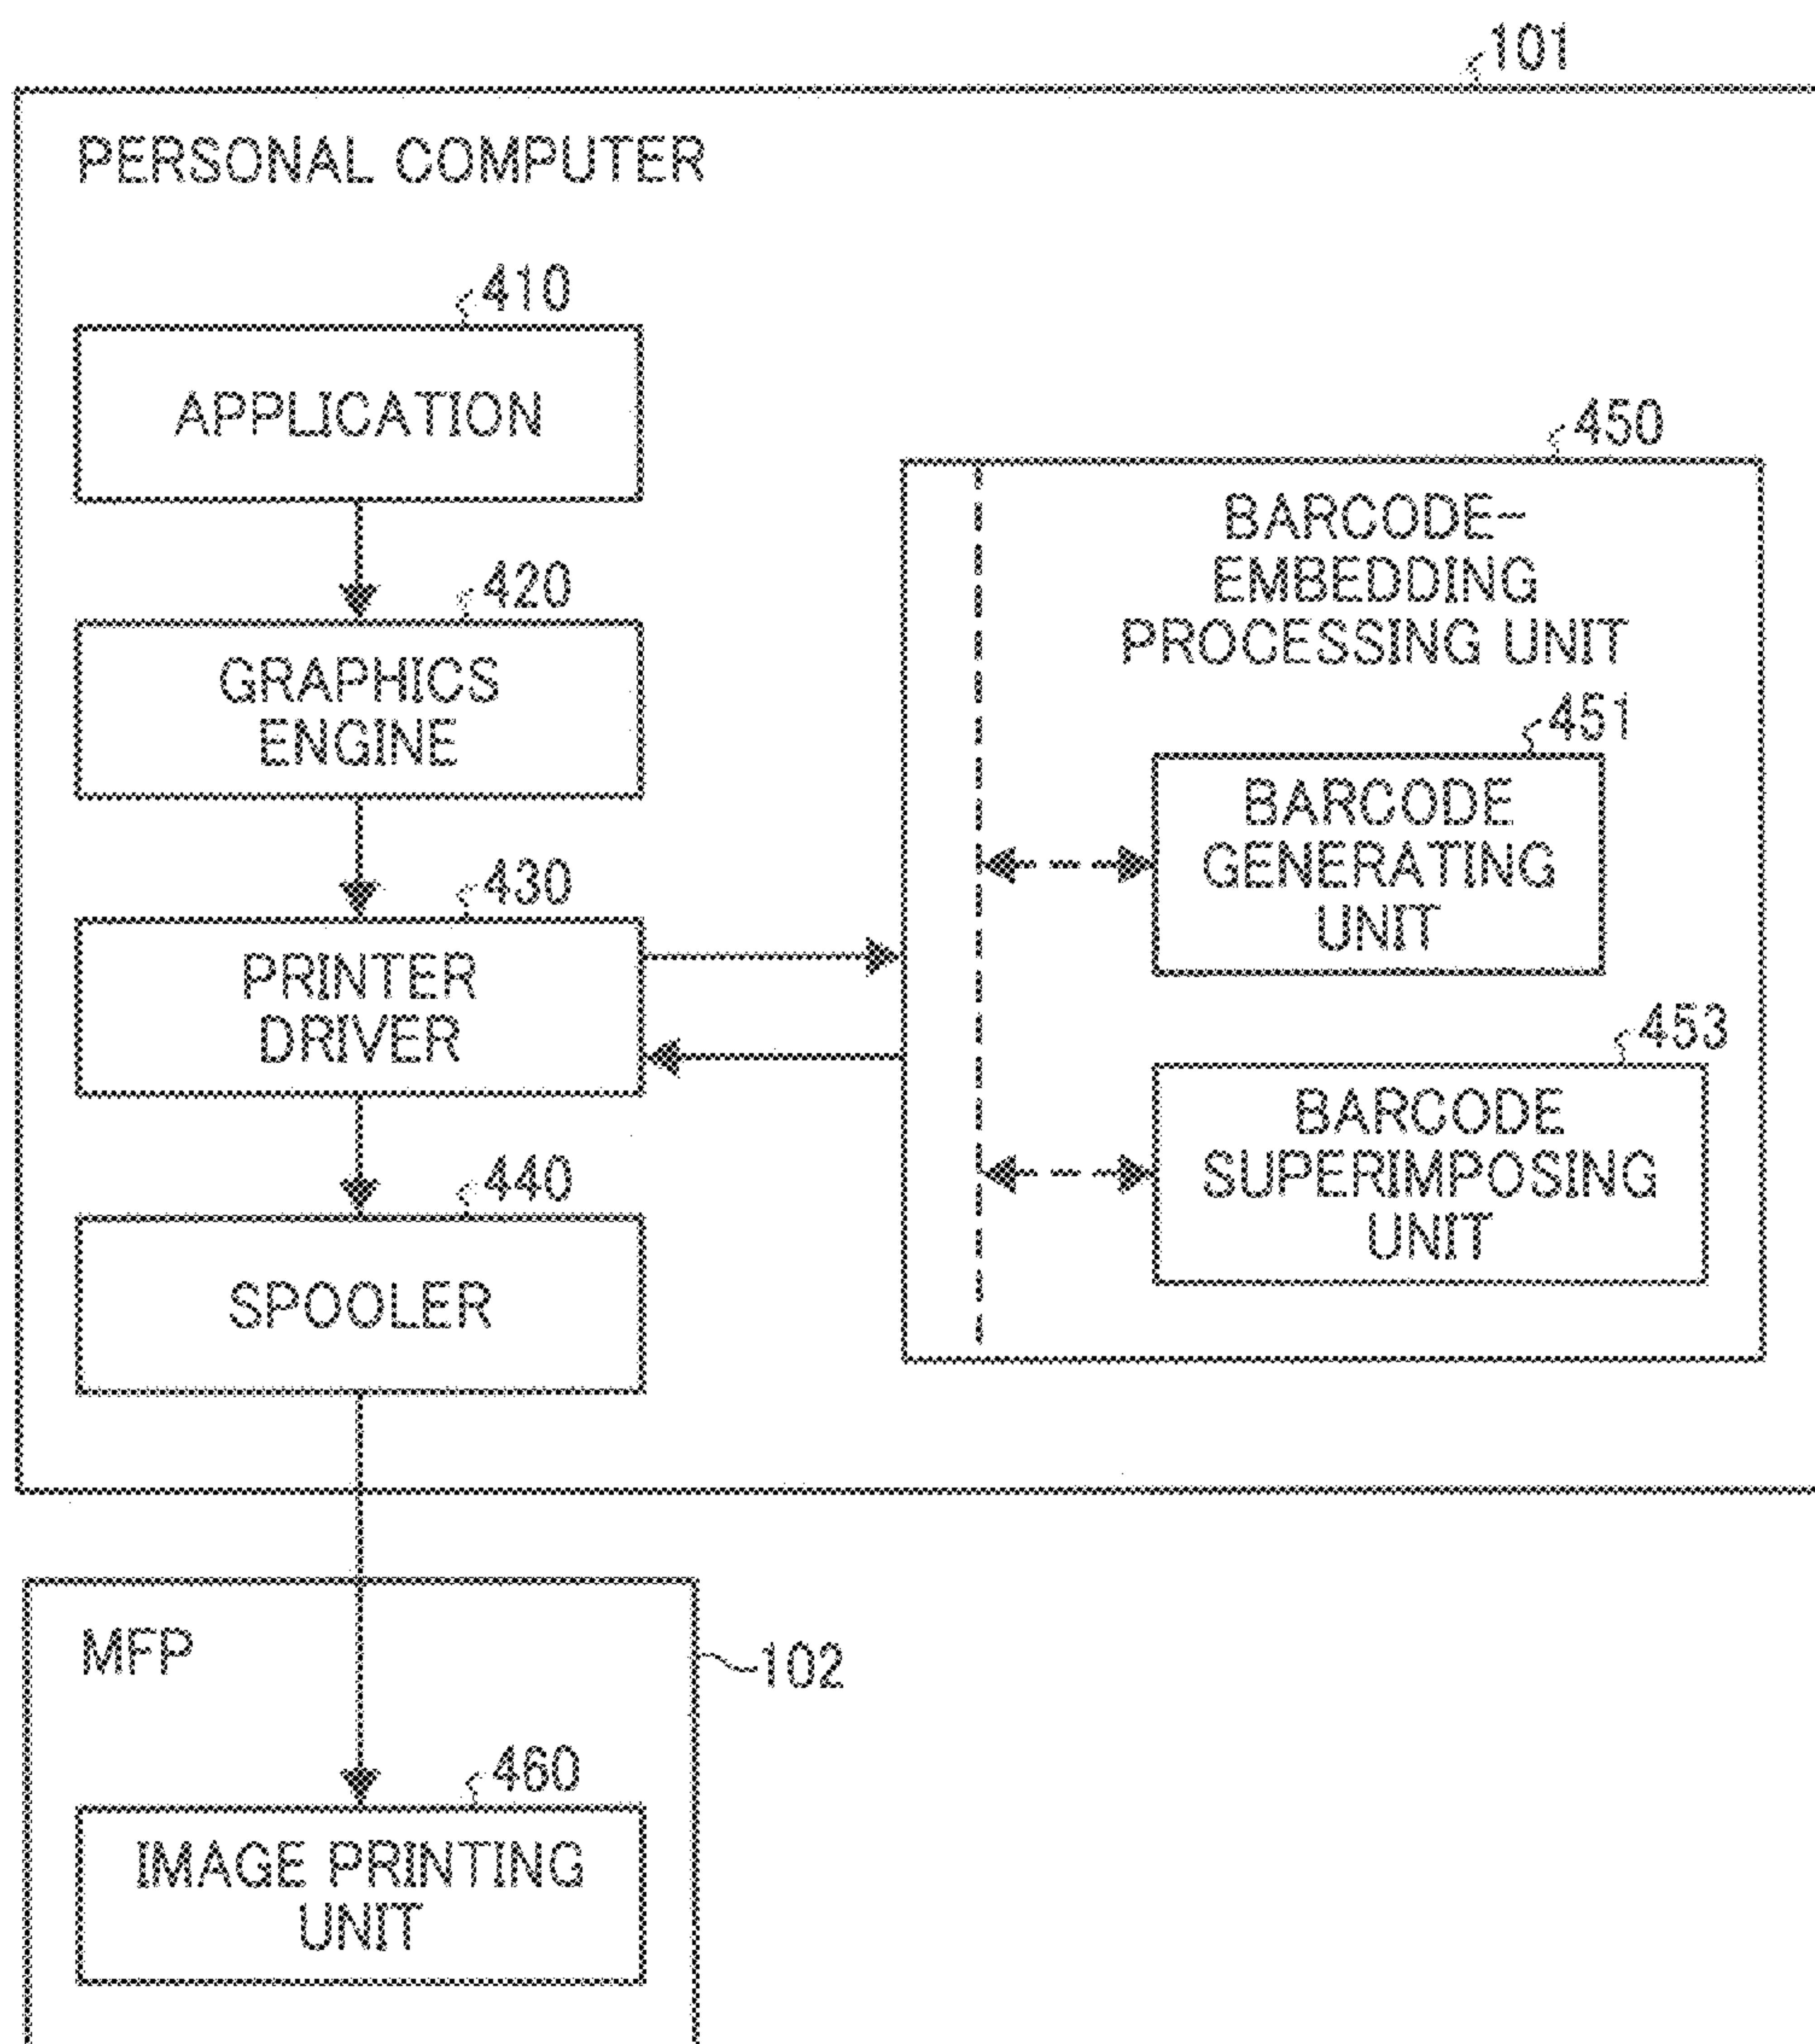 101
PERSONAL COMPUTER
410
APPLICATION
420
GRAPHICS
ENGINE
430
PRINTER
DRIVER
440
SPOOLER
450
BARCODE-
EMBEDDING
PROCESSING UNIT
451
BARCODE
GENERATING
UNIT
453
BARCODE
SUPERIMPOSING
UNIT
MFP
102
460
IMAGE PRINTING
UNIT